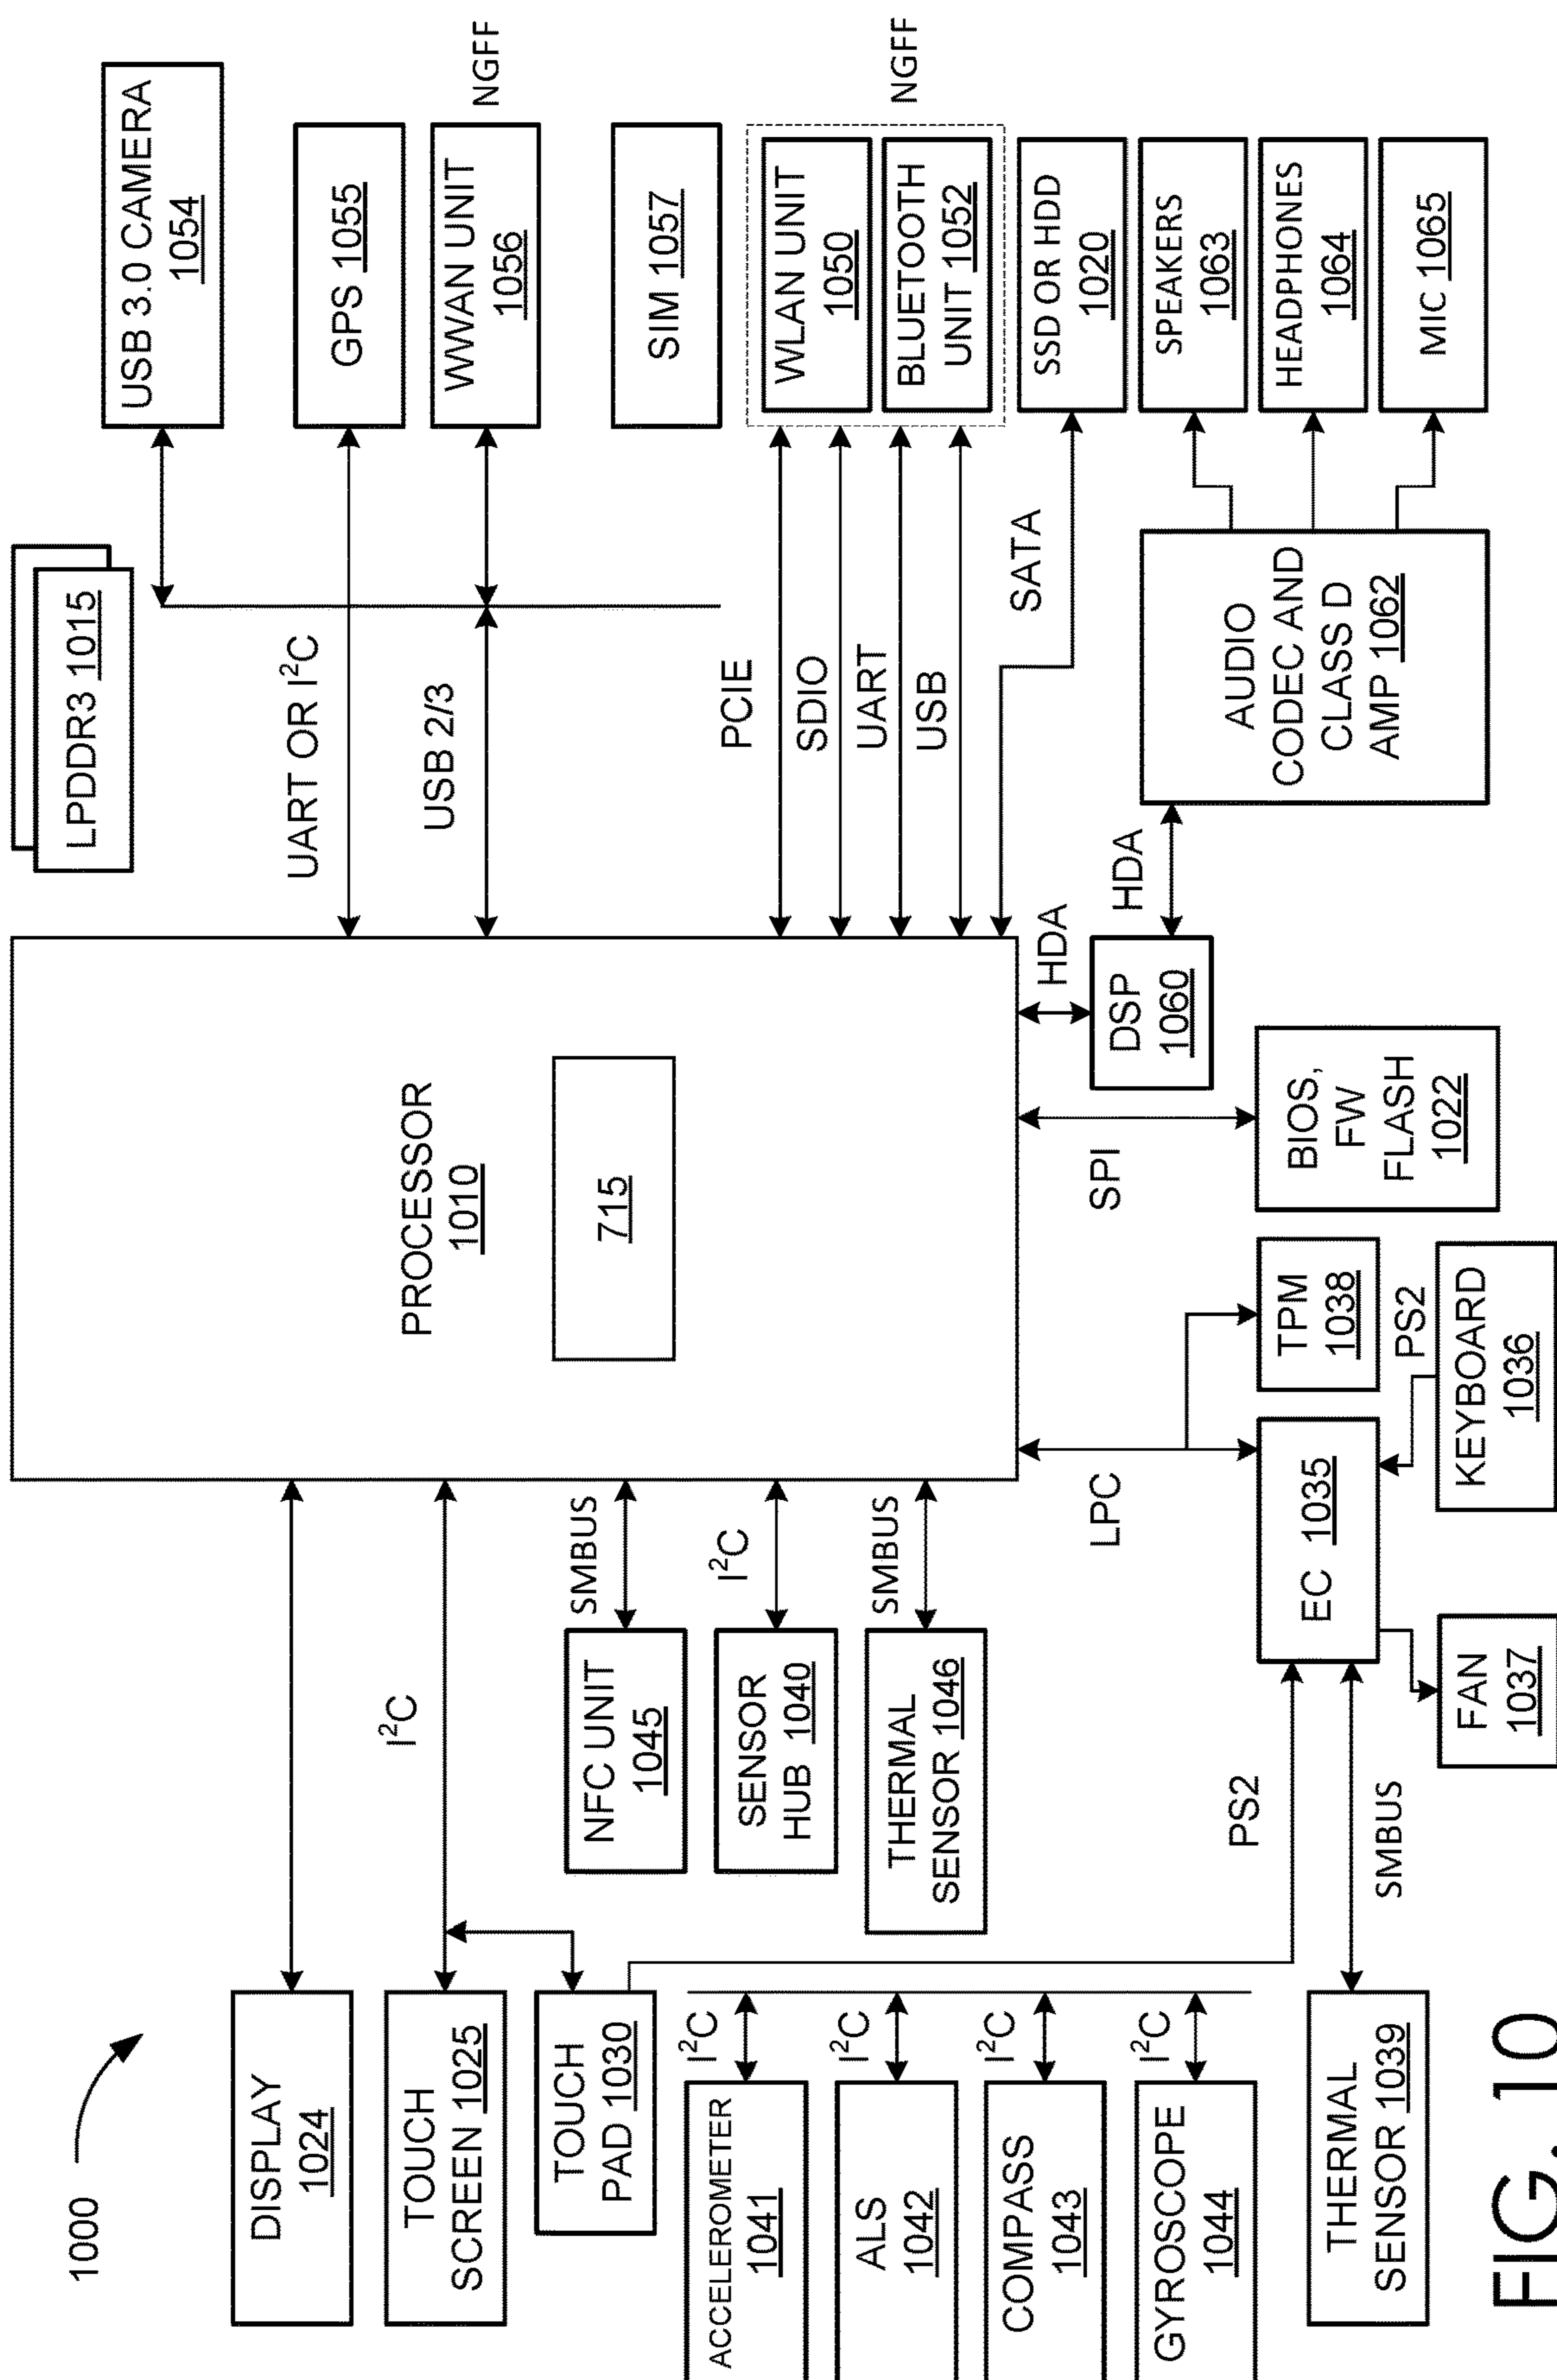 1000
DISPLAY
1024
TOUCH
SCREEN 1025
TOUCH
PAD 1030
ACCELEROMETER
1041
I²C
ALS
1042
I²C
COMPASS
1043
I²C
GYROSCOPE
1044
I²C
THERMAL
SENSOR 1039
I²C
NFC UNIT
1045
SMBUS
SENSOR
HUB 1040
I²C
THERMAL
SENSOR 1046
SMBUS
PS2
SMBUS
FAN
1037
EC 1035
LPC
KEYBOARD
1036
PS2
TPM
1038
PROCESSOR
1010
715
SPI
BIOS,
FW
FLASH
1022
DSP
1060
HDA
HDA
AUDIO
CODEC AND
CLASS D
AMP 1062
LPDDR3 1015
UART OR I²C
USB 2/3
PCIE
SDIO
UART
USB
SATA
USB 3.0 CAMERA
1054
GPS 1055
WWAN UNIT
1056
NGFF
SIM 1057
WLAN UNIT
1050
BLUETOOTH
UNIT 1052
NGFF
SSD OR HDD
1020
SPEAKERS
1063
HEADPHONES
1064
MIC 1065
FIG. 10